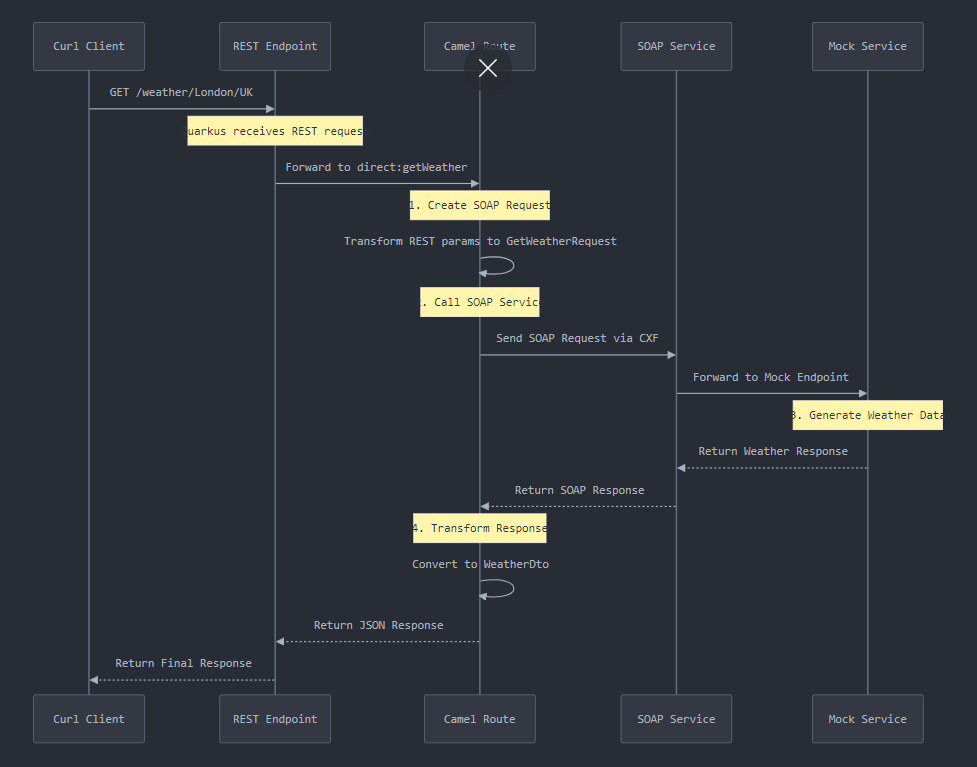 Curl Client
REST Endpoint
Camel Route
SOAP Service
Mock Service
GET /weather/London/UK
uarkus receives REST reques
Forward to direct:getWeather
1. Create SOAP Request
Transform REST params to GetWeatherRequest
. Call SOAP Servic
Send SOAP Request via CXF
Forward to Mock Endpoint
3. Generate Weather Data
Return Weather Response
Return SOAP Response
4. Transform Response
Convert to WeatherDto
Return JSON Response
Return Final Response
Curl Client
REST Endpoint
Camel Route
SOAP Service
Mock Service